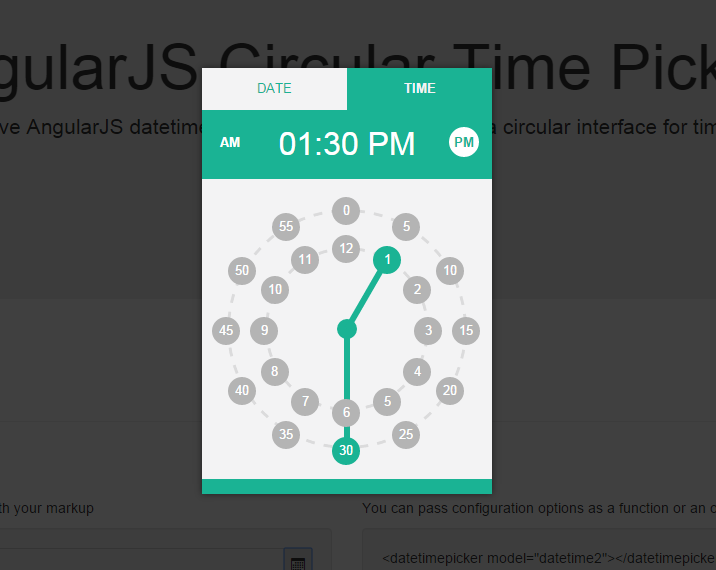 gularJS Circular Time Pick
DATE
TIME
ve AngularJS datetime
a circular interface for tim
AM
01:30 PM
PM
0
5
10
15
20
25
30
35
40
45
50
55
12
1
2
3
4
5
6
7
8
9
10
11
th your markup
You can pass configuration options as a function or an o
<datetimepicker model="datetime2"></datetimepicker